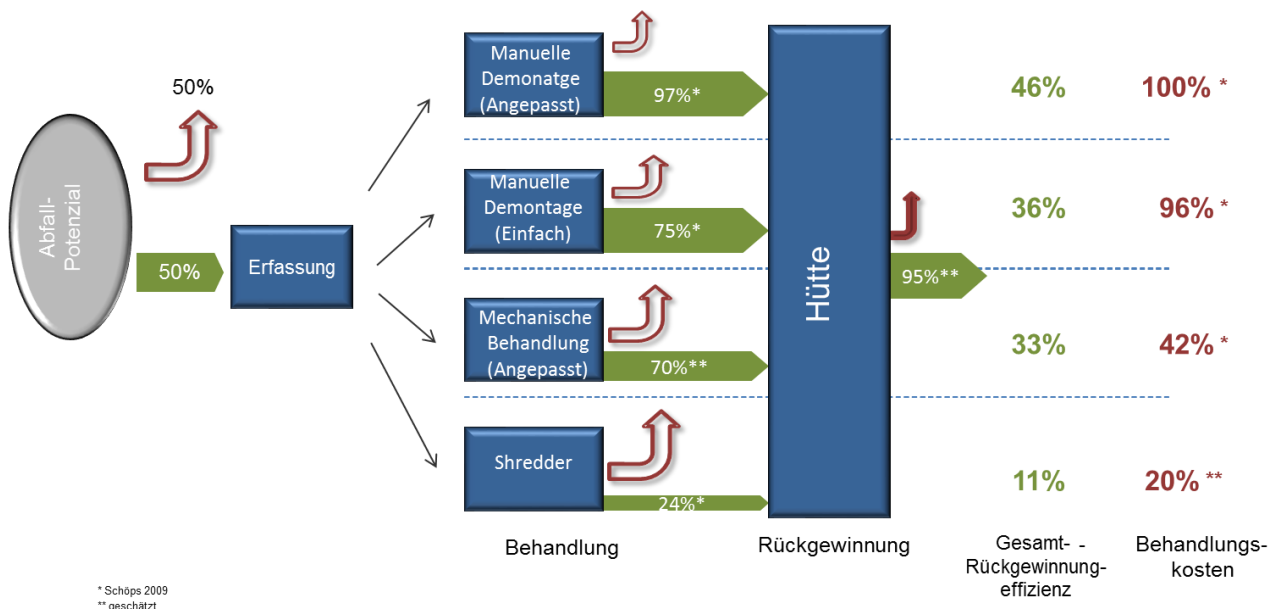 Abfall-
Potenzial
50%
50%
Erfassung
Manuelle
Demonatge
(Angepasst)
97%*
46%
100% *
Manuelle
Demontage
(Einfach)
75%*
36%
96% *
Mechanische
Behandlung
(Angepasst)
70%**
33%
42% *
Shredder
24%*
11%
20% **
Hütte
95%**
Behandlung
Rückgewinnung
Gesamt- -
Rückgewinnung-
effizienz
Behandlungs-
kosten
* Schöps 2009
** geschätzt